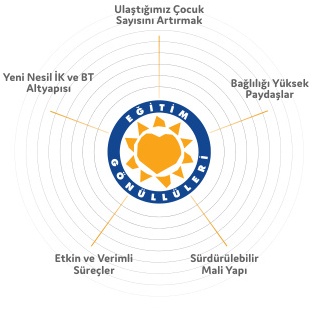 Ulaştığımız Çocuk
Sayısını Artırmak
Yeni Nesil İK ve BT
Altyapısı
Bağlılığı Yüksek
Paydaşlar
EĞİTİM
GÖNÜLLÜLERİ
Etkin ve Verimli
Süreçler
Sürdürülebilir
Mali Yapı